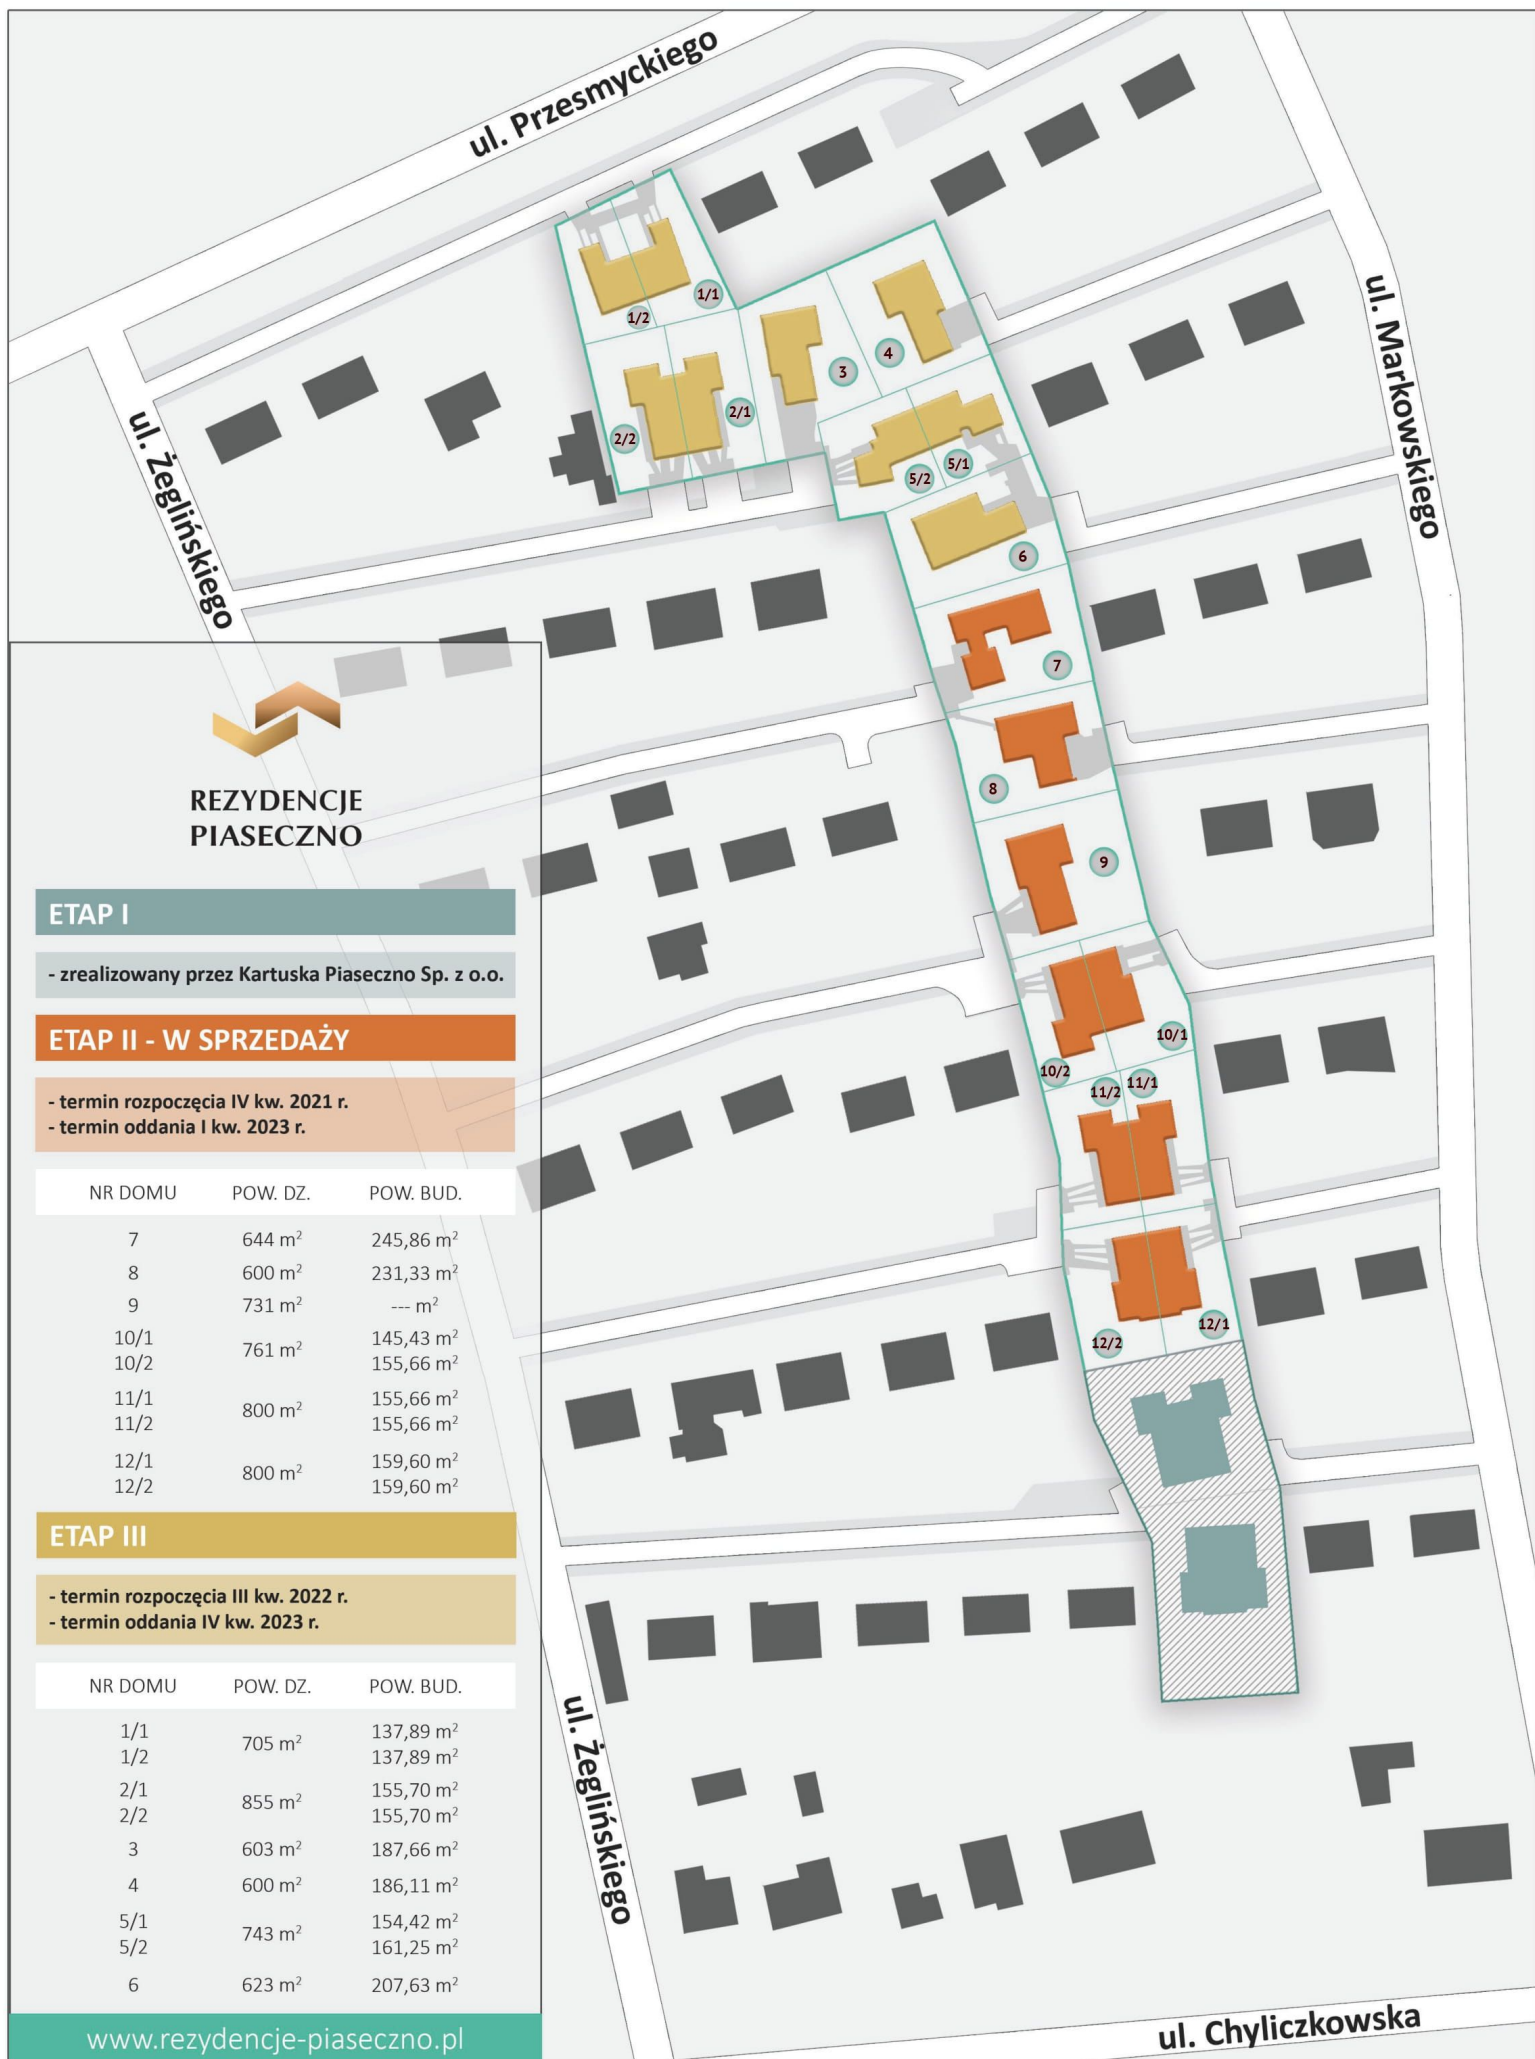 ul. Przesmyckiego
ul. Markowskiego
ul. Żeglińskiego
1/1
1/2
2/1
2/2
3
4
5/1
5/2
6
7
8
9
10/1
10/2
11/2
11/1
12/1
12/2
REZYDENCJE
PIASECZNO
ETAP I
- zrealizowany przez Kartuska Piaseczno Sp. z o.o.
ETAP II - W SPRZEDAŻY
- termin rozpoczęcia IV kw. 2021 r.
- termin oddania I kw. 2023 r.
NR DOMU POW. DZ. POW. BUD.
7 644 m² 245,86 m²
8 600 m² 231,33 m²
9 731 m² --- m²
10/1 761 m² 145,43 m²
10/2 155,66 m²
11/1 800 m² 155,66 m²
11/2 155,66 m²
12/1 800 m² 159,60 m²
12/2 159,60 m²
ETAP III
- termin rozpoczęcia III kw. 2022 r.
- termin oddania IV kw. 2023 r.
NR DOMU POW. DZ. POW. BUD.
1/1 705 m² 137,89 m²
1/2 137,89 m²
2/1 855 m² 155,70 m²
2/2 155,70 m²
3 603 m² 187,66 m²
4 600 m² 186,11 m²
5/1 743 m² 154,42 m²
5/2 161,25 m²
6 623 m² 207,63 m²
www.rezydencje-piaseczno.pl
ul. Żeglińskiego
ul. Chyliczkowska